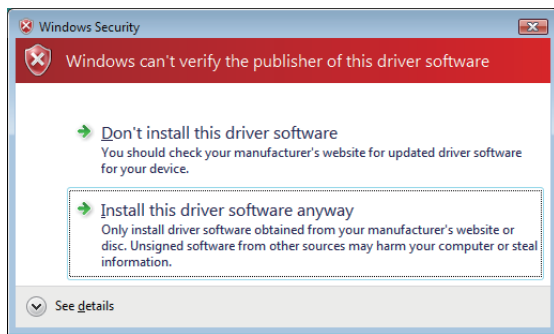 Windows Security
Windows can't verify the publisher of this driver software
Don't install this driver software
You should check your manufacturer's website for updated driver software
for your device.
Install this driver software anyway
Only install driver software obtained from your manufacturer's website or
disc. Unsigned software from other sources may harm your computer or steal
information.
See details